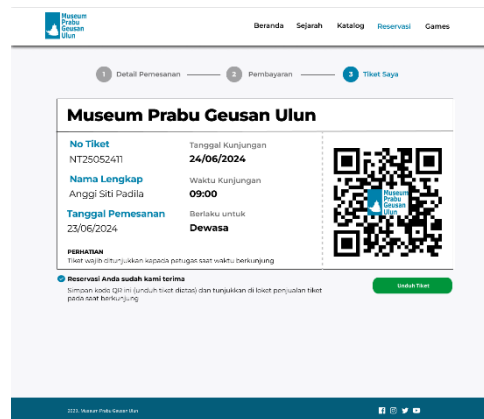 Museum
Prabu
Geusan
Ulun
Beranda Sejarah Katalog Reservasi Games
1 Detail Pemesanan 2 Pembayaran 3 Tiket Saya
Museum Prabu Geusan Ulun
No Tiket
NT25052411
Tanggal Kunjungan
24/06/2024
Nama Lengkap
Anggi Siti Padila
Waktu Kunjungan
09:00
Tanggal Pemesanan
23/06/2024
Berlaku untuk
Dewasa
Museum
Prabu
Geusan
Ulun
PERHATIAN
Tiket wajib ditunjukkan kepada petugas saat waktu berkunjung
Reservasi Anda sudah kami terima
Simpan kode QR ini (unduh tiket diatas) dan tunjukkan di loket penjualan tiket
pada saat berkunjung
Unduh Tiket
Museum Prabu Geusan Ulun